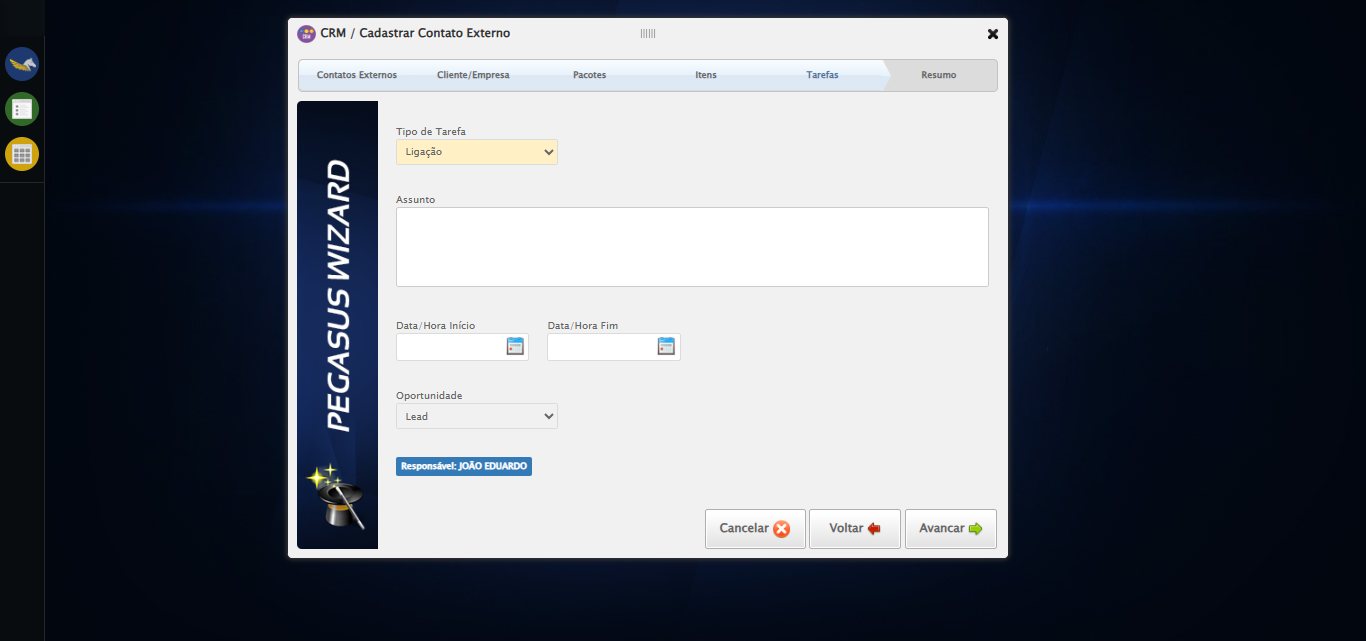 CRM / Cadastrar Contato Externo
Contatos Externos Cliente/Empresa Pacotes Itens Tarefas Resumo
PEGASUS WIZARD
Tipo de Tarefa
Ligação
Assunto
Data/Hora Início Data/Hora Fim
Oportunidade
Lead
Responsável: JOÃO EDUARDO
Cancelar Voltar Avancar